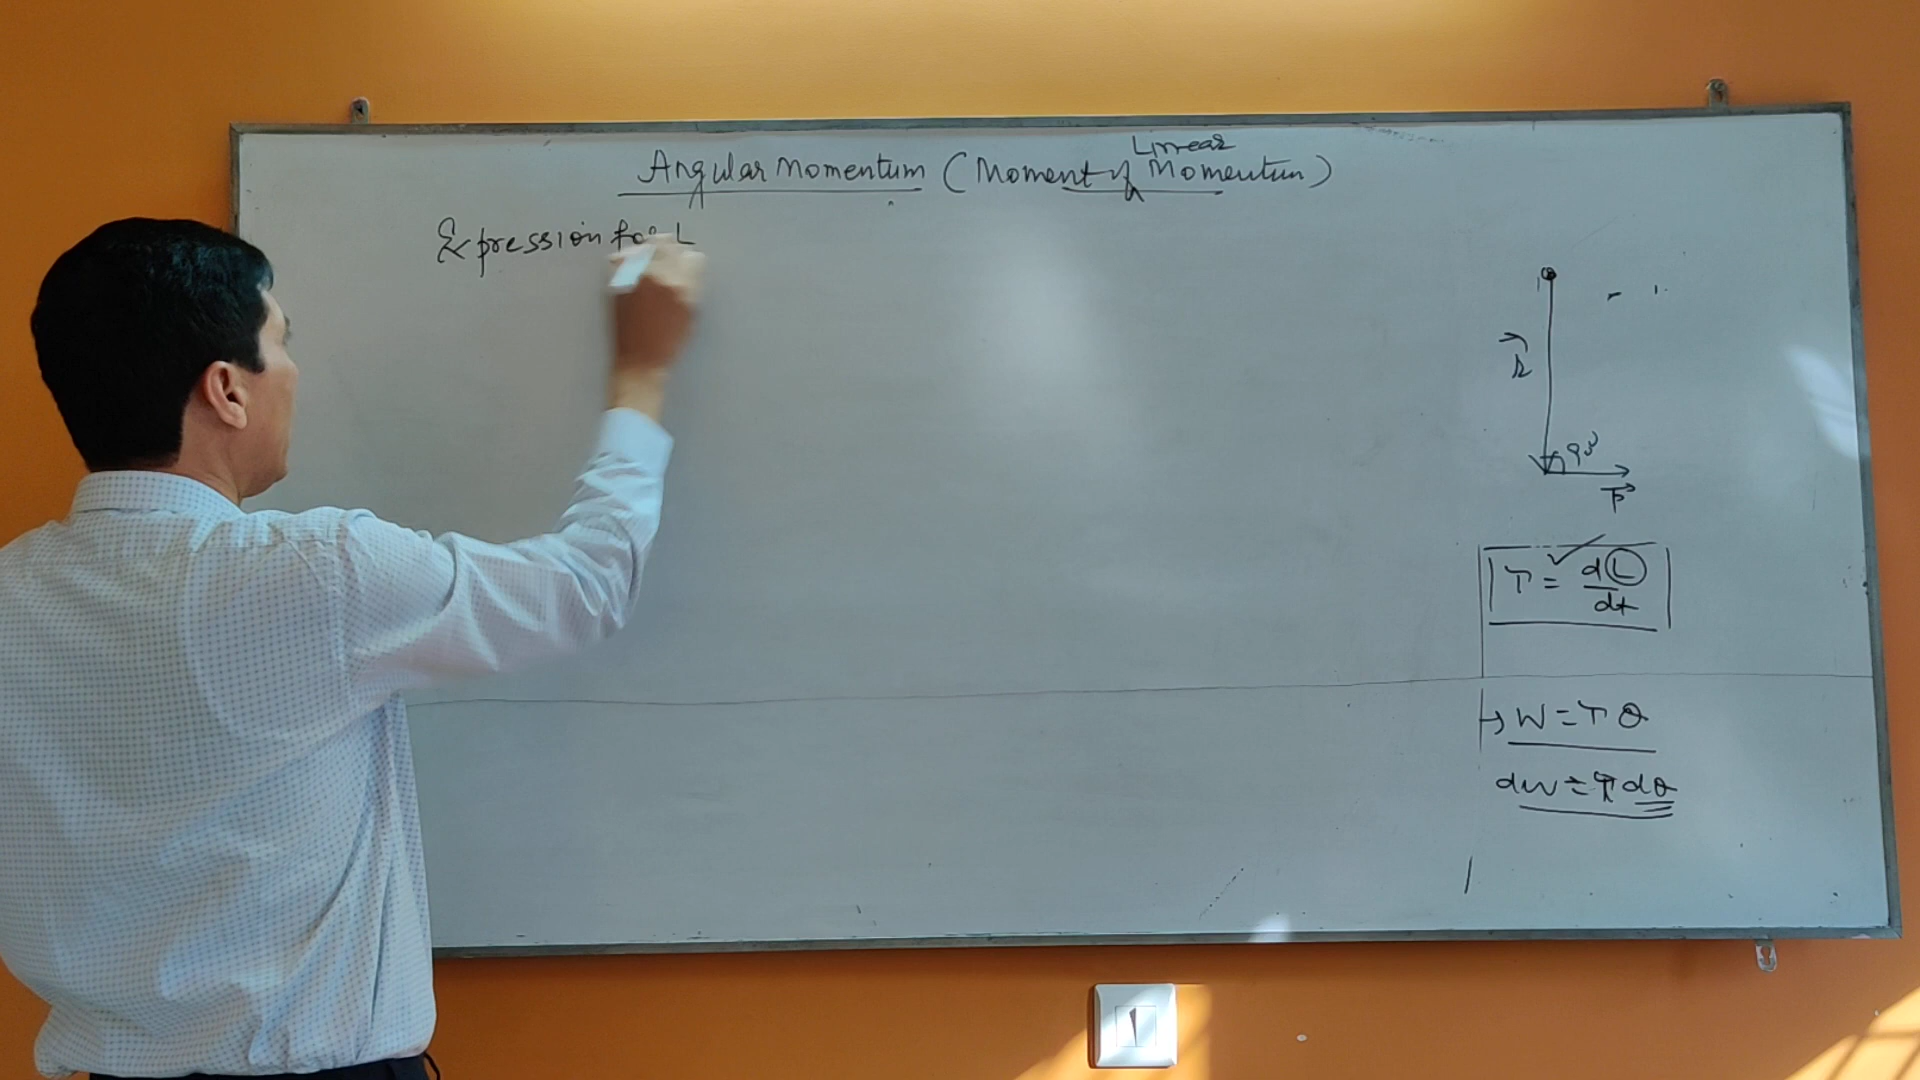 Linear
Angular Momentum (Moment of Momentum)
Expression for L
r
90°
P
τ = dL/dt
→ W = τθ
dW = τdθ